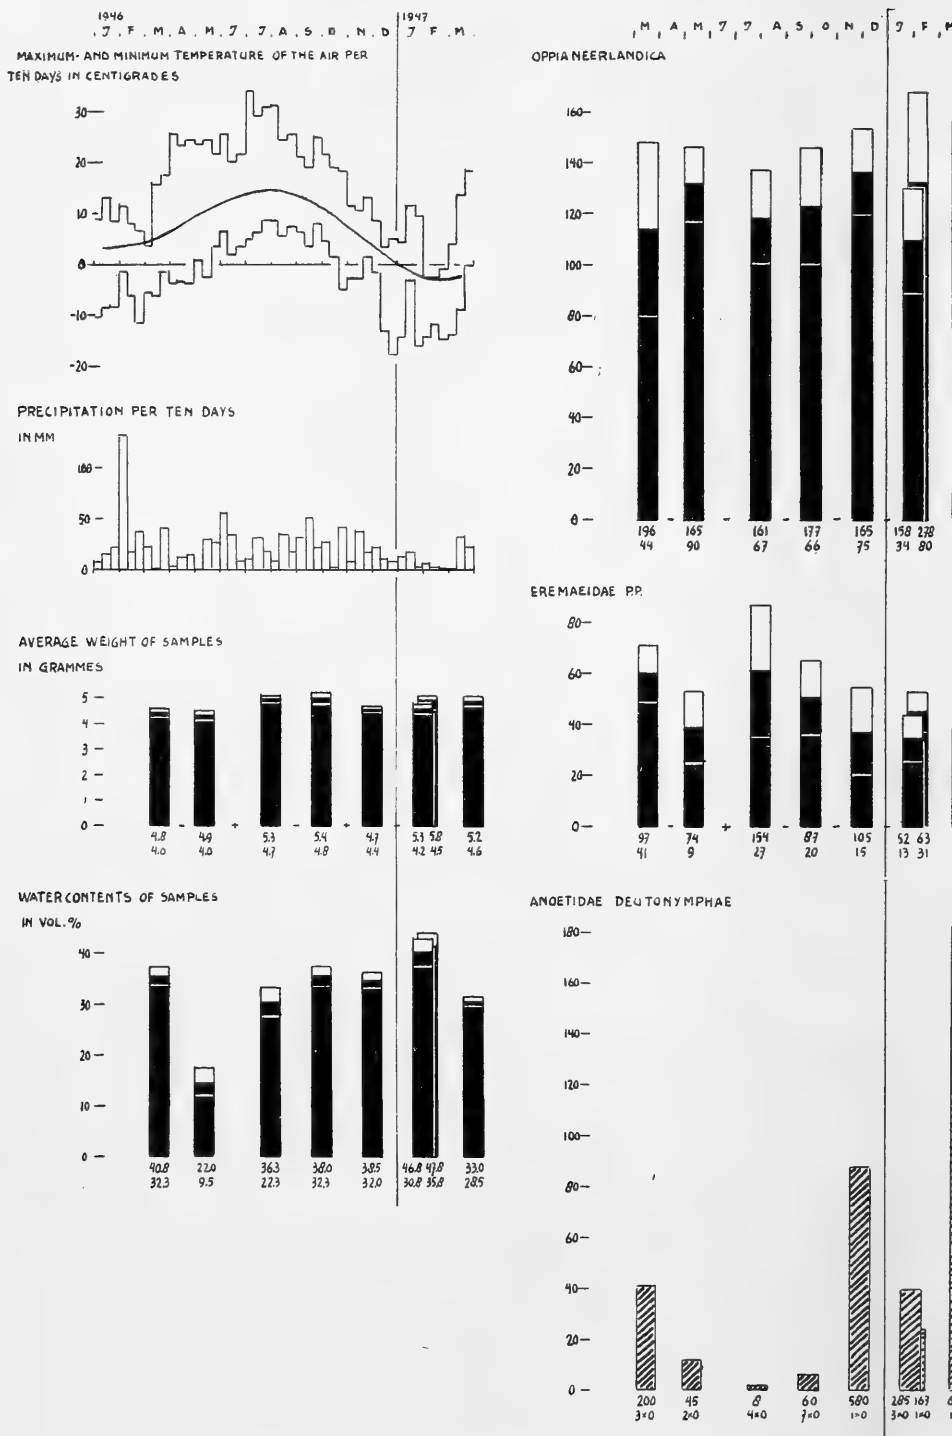 1946 1947
J F M A M J J A S O N D J F M
MAXIMUM- AND MINIMUM TEMPERATURE OF THE AIR PER
TEN DAYS IN CENTIGRADES
30
20
10
0
-10
-20
PRECIPITATION PER TEN DAYS
IN MM
100
50
0
AVERAGE WEIGHT OF SAMPLES
IN GRAMMES
5
4
3
2
1
0
4.8 - 4.9 + 5.3 - 5.4 + 4.7 5.3 5.8 5.2
4.0 4.0 4.7 4.8 4.4 4.2 4.5 4.6
WATERCONTENTS OF SAMPLES
IN VOL.%
40
30
20
10
0
40.8 22.0 36.3 38.0 38.5 46.8 47.8 33.0
32.3 9.5 22.3 32.3 32.0 30.8 35.8 28.5
M A M J J A S O N D J F M
OPPIA NEERLANDICA
160
140
120
100
80
60
40
20
0
196 - 165 - 161 - 177 - 165 - 158 278
44 90 67 66 75 34 80
EREMAEIDAE P.P.
80
60
40
20
0
97 - 74 + 154 - 87 - 105 - 52 63
41 9 27 20 15 13 31
ANOETIDAE DEUTONYMPHAE
180
160
140
120
100
80
60
40
20
0
200 45 8 60 580 285 167
3×0 2×0 4×0 7×0 1×0 3×0 1×0